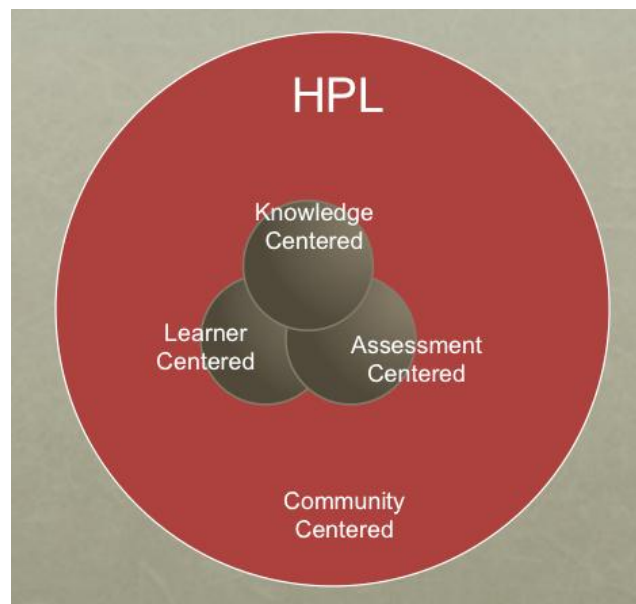 HPL
Knowledge
Centered
Learner
Centered
Assessment
Centered
Community
Centered